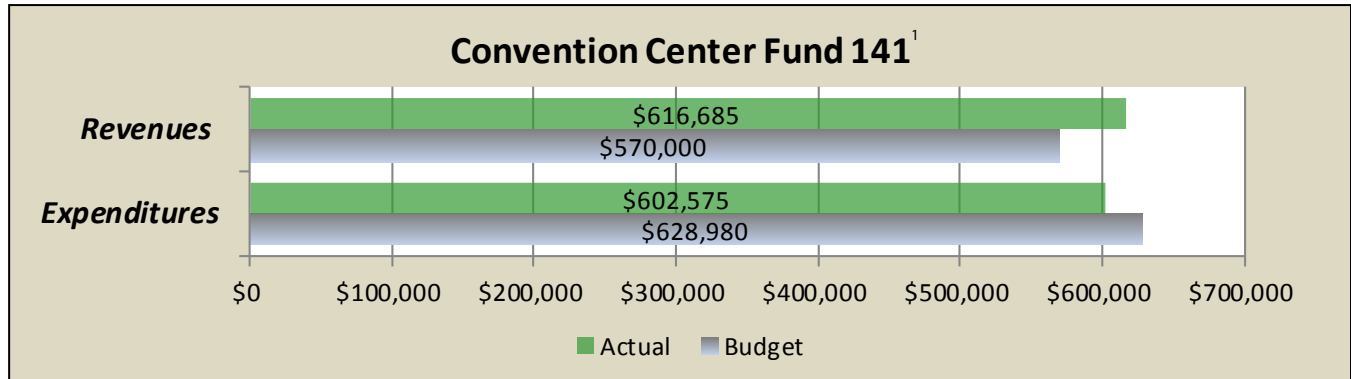 Convention Center Fund 141¹
Revenues
$616,685
$570,000
Expenditures
$602,575
$628,980
$0 $100,000 $200,000 $300,000 $400,000 $500,000 $600,000 $700,000
Actual Budget